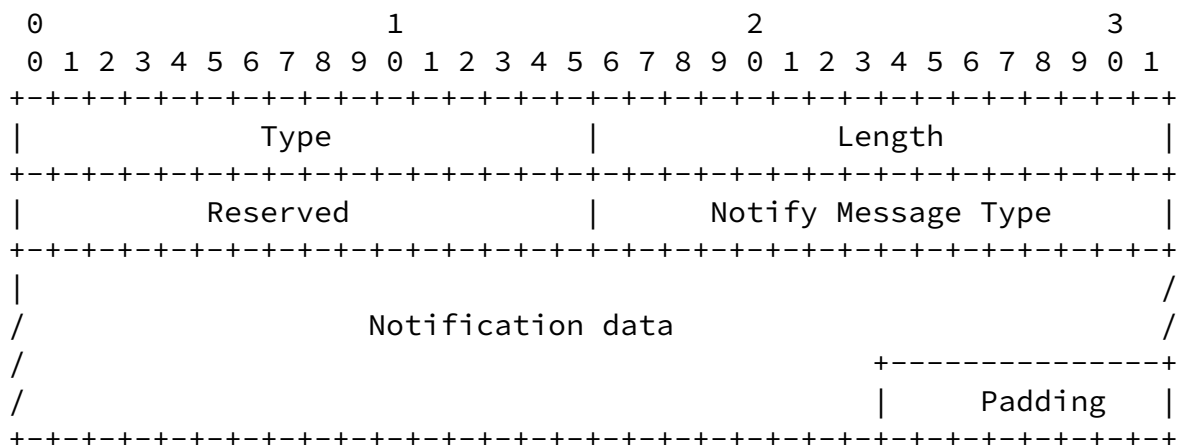 0                   1                   2                   3
 0 1 2 3 4 5 6 7 8 9 0 1 2 3 4 5 6 7 8 9 0 1 2 3 4 5 6 7 8 9 0 1
+-+-+-+-+-+-+-+-+-+-+-+-+-+-+-+-+-+-+-+-+-+-+-+-+-+-+-+-+-+-+-+-+
|             Type              |             Length            |
+-+-+-+-+-+-+-+-+-+-+-+-+-+-+-+-+-+-+-+-+-+-+-+-+-+-+-+-+-+-+-+-+
|          Reserved             |      Notify Message Type      |
+-+-+-+-+-+-+-+-+-+-+-+-+-+-+-+-+-+-+-+-+-+-+-+-+-+-+-+-+-+-+-+-+
|                                                               /
/                   Notification data                           /
/                                               +---------------+
/                                               |     Padding   |
+-+-+-+-+-+-+-+-+-+-+-+-+-+-+-+-+-+-+-+-+-+-+-+-+-+-+-+-+-+-+-+-+